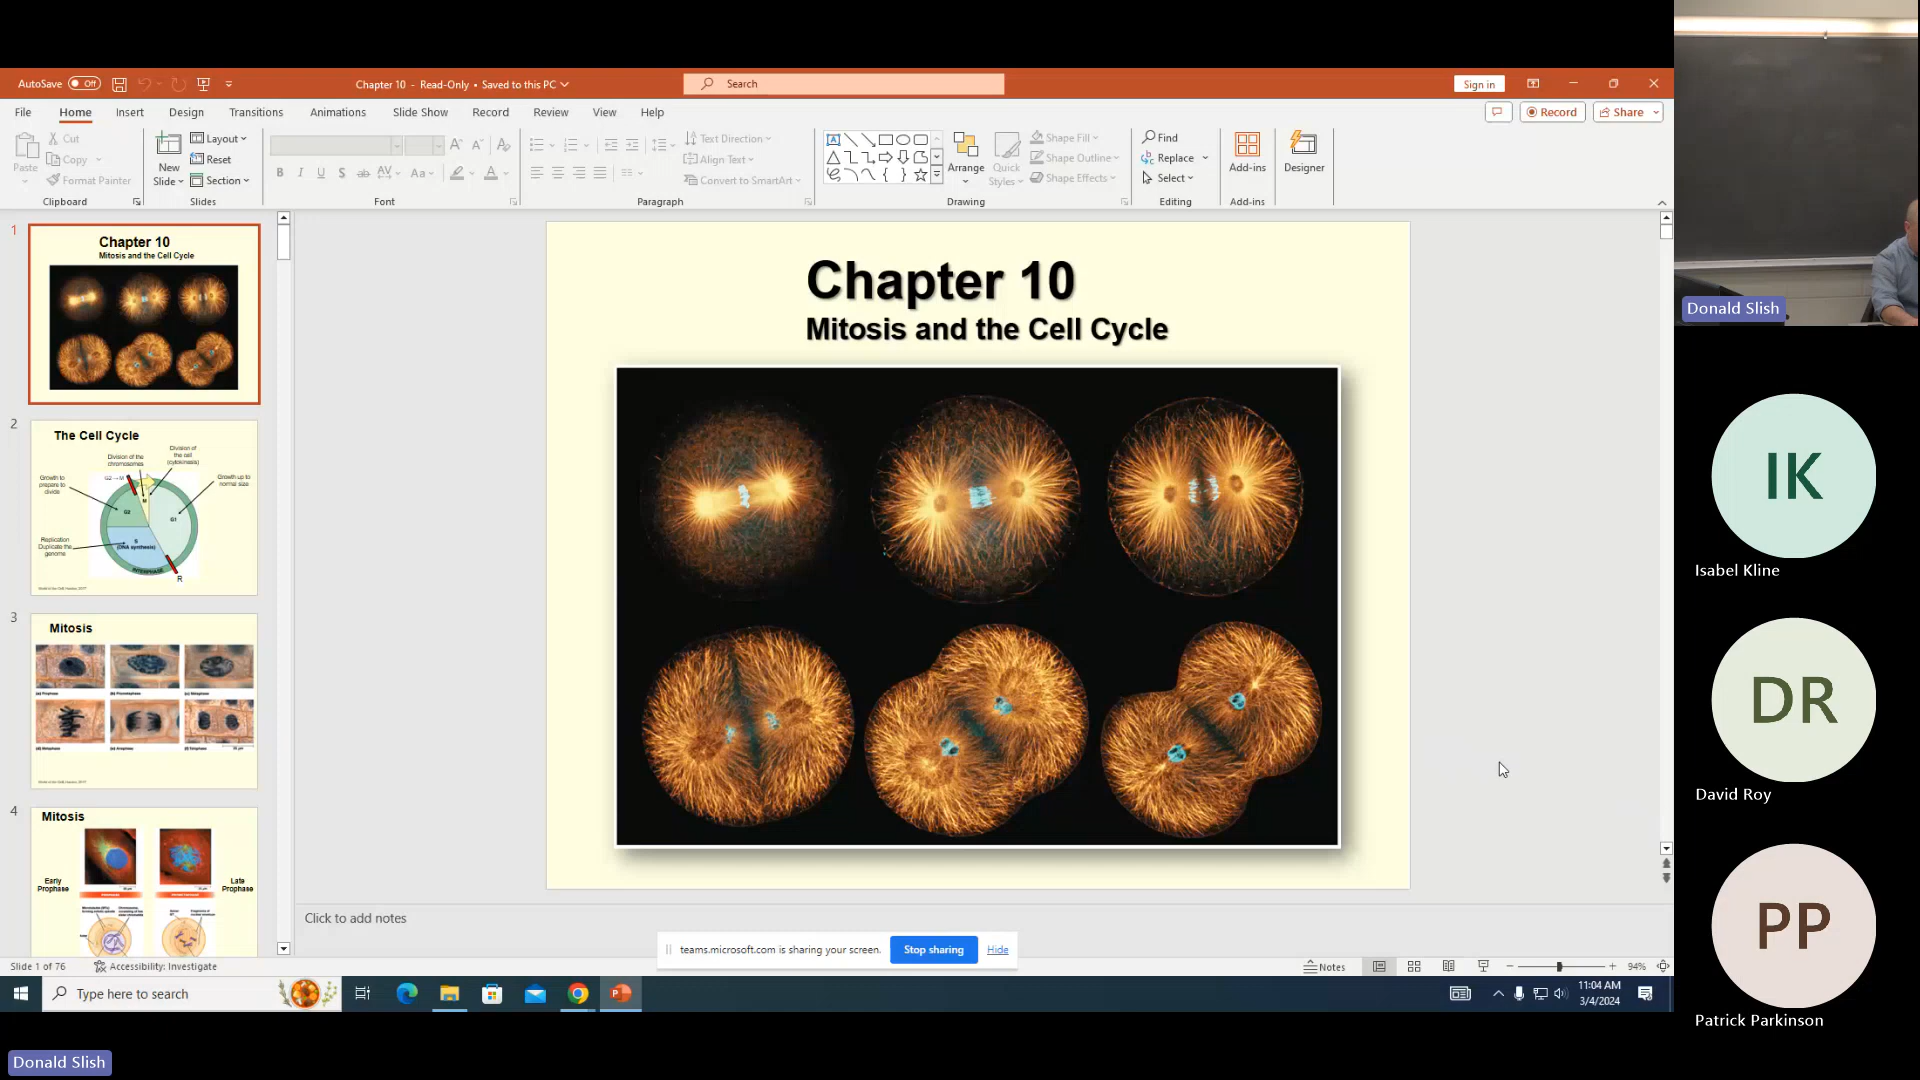 AutoSave Off
Chapter 10 - Read-Only • Saved to this PC
Search
Sign in
File Home Insert Design Transitions Animations Slide Show Record Review View Help
Record Share
Paste
Cut
Copy
Format Painter
Clipboard
New Slide
Layout
Reset
Section
Slides
Font
Text Direction
Align Text
Convert to SmartArt
Paragraph
Arrange
Quick Styles
Shape Fill
Shape Outline
Shape Effects
Drawing
Find
Replace
Select
Editing
Add-ins
Add-ins
Designer
1
Chapter 10
Mitosis and the Cell Cycle
2
The Cell Cycle
Division of the chromosomes
Division of the cell (cytokinesis)
Growth to prepare to divide
G2 → M
Growth up to normal size
M
G2
G1
Replication
Duplicate the genome
S
(DNA synthesis)
INTERPHASE
R
3
Mitosis
4
Mitosis
Early Prophase
Late Prophase
Chapter 10
Mitosis and the Cell Cycle
Click to add notes
teams.microsoft.com is sharing your screen.
Stop sharing
Hide
Slide 1 of 76
Accessibility: Investigate
Notes
94%
Type here to search
11:04 AM
3/4/2024
Donald Slish
IK
Isabel Kline
DR
David Roy
PP
Patrick Parkinson
Donald Slish